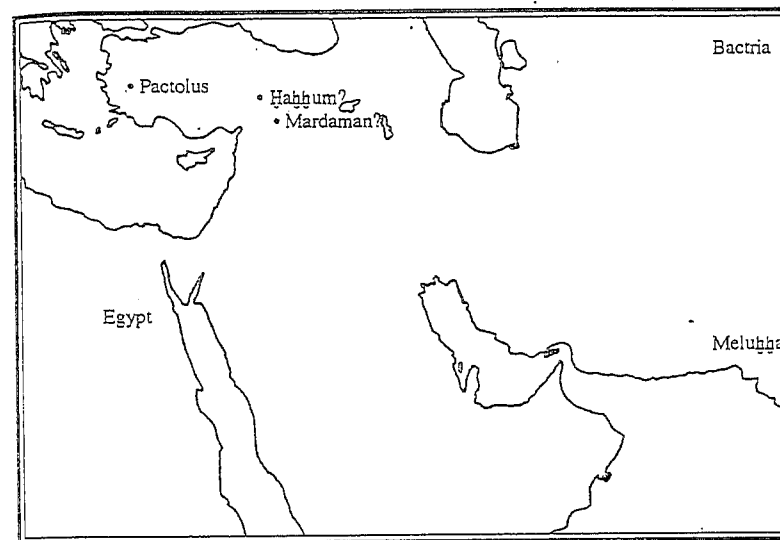 Bactria
Pactolus
Ḫaḫḫum?
Mardaman?
Egypt
Meluḫḫa